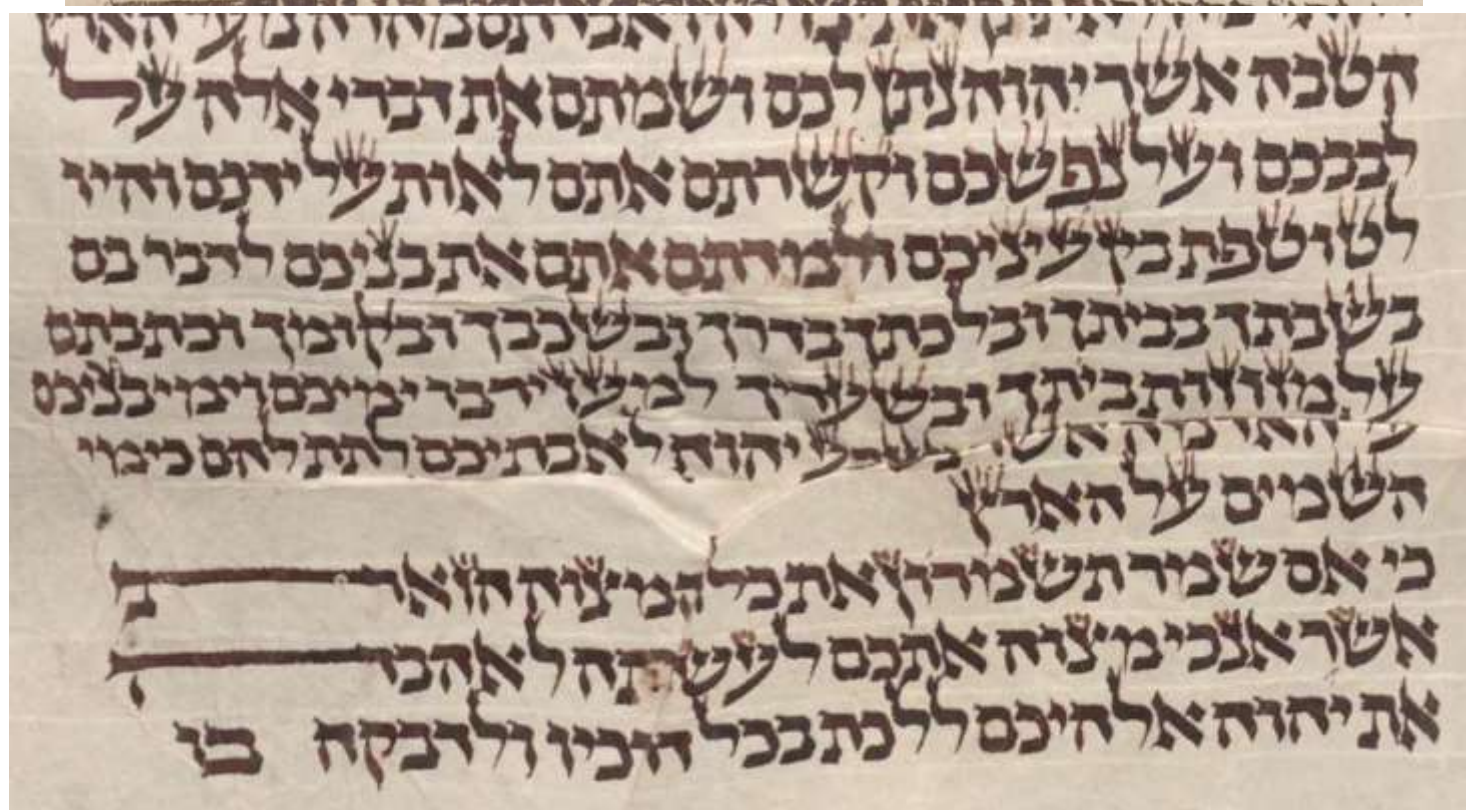 ואבדתם מהרה מעל הארץ
הטבה אשר יהוה נתן לכם ושמתם את דברי אלה על
לבבכם ועל נפשכם וקשרתם אתם לאות על ידכם והיו
לטוטפת בין עיניכם ולמדתם אתם את בניכם לדבר בם
בשבתך בביתך ובלכתך בדרך ובשכבך ובקומך וכתבתם
על מזוזות ביתך ובשעריך למען ירבו ימיכם וימי בניכם
על האדמה אשר נשבע יהוה לאבתיכם לתת להם כימי
השמים על הארץ
כי אם שמר תשמרון את כל המצוה הזאת
אשר אנכי מצוה אתכם לעשתה לאהבה
את יהוה אלהיכם ללכת בכל דרכיו ולדבקה בו